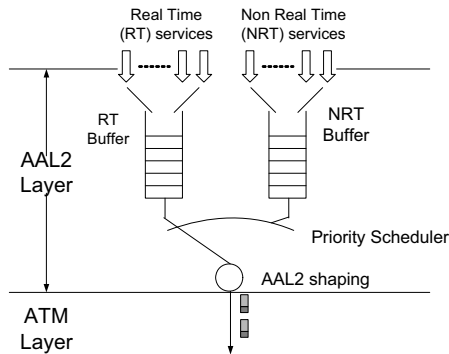 Real Time
(RT) services
Non Real Time
(NRT) services
RT
Buffer
NRT
Buffer
AAL2
Layer
Priority Scheduler
AAL2 shaping
ATM
Layer